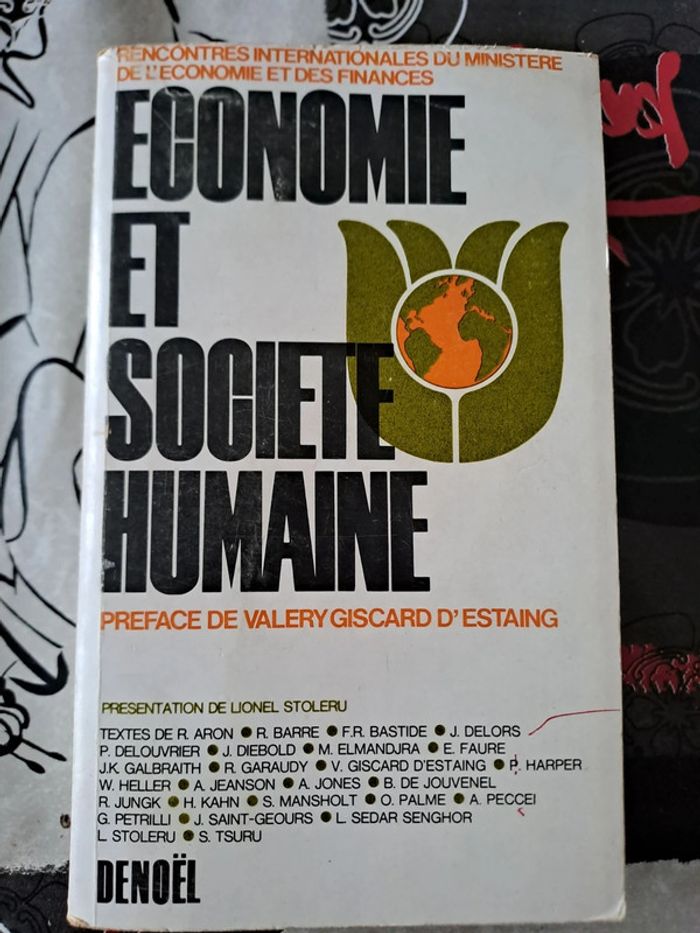 RENCONTRES INTERNATIONALES DU MINISTERE
DE L'ECONOMIE ET DES FINANCES
ECONOMIE
ET
SOCIETE
HUMAINE
PREFACE DE VALERY GISCARD D'ESTAING
PRESENTATION DE LIONEL STOLERU
TEXTES DE R. ARON ● R. BARRE ● F.R. BASTIDE ● J. DELORS
P. DELOUVRIER ● J. DIEBOLD ● M. ELMANDJRA ● E. FAURE
J.K. GALBRAITH ● R. GARAUDY ● V. GISCARD D'ESTAING ● P. HARPER
W. HELLER ● A. JEANSON ● A. JONES ● B. DE JOUVENEL
R. JUNGK ● H. KAHN ● S. MANSHOLT ● O. PALME ● A. PECCEI
G. PETRILLI ● J. SAINT-GEOURS ● L. SEDAR SENGHOR
L STOLERU ● S. TSURU
DENOËL